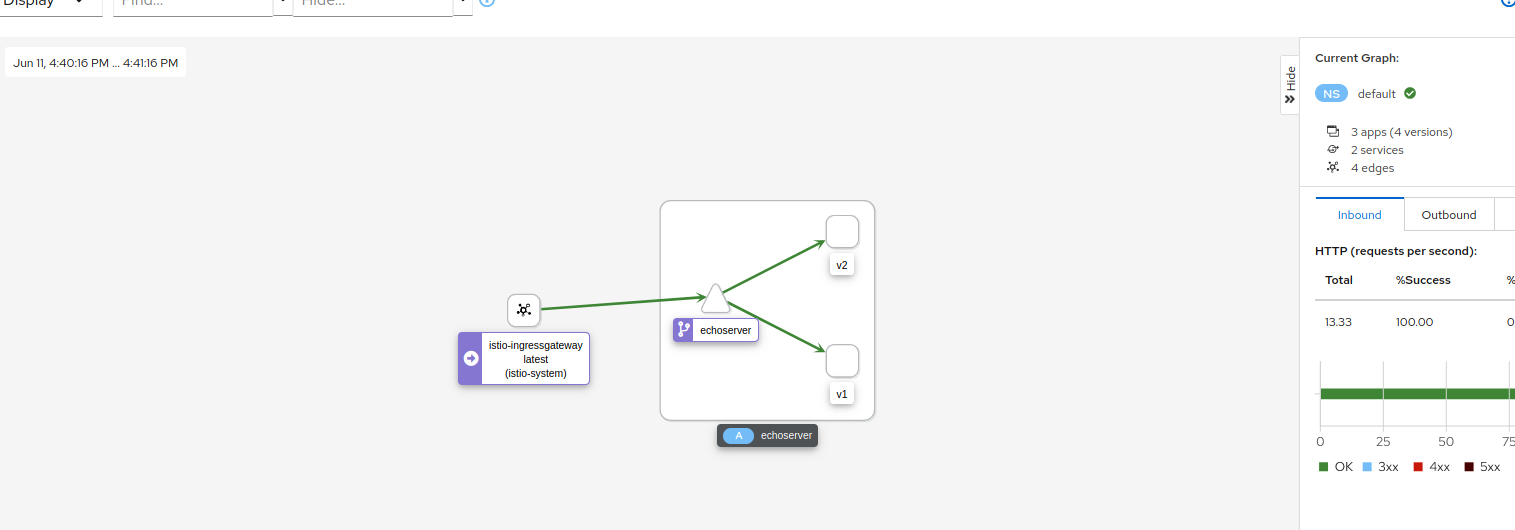 Display
Find...
Hide...
Jun 11, 4:40:16 PM ... 4:41:16 PM
Hide
Current Graph:
NS default
3 apps (4 versions)
2 services
4 edges
Inbound
Outbound
HTTP (requests per second):
Total %Success %
13.33 100.00 0
0 25 50 75
OK 3xx 4xx 5xx
v2
echoserver
istio-ingressgateway
latest
(istio-system)
v1
A echoserver